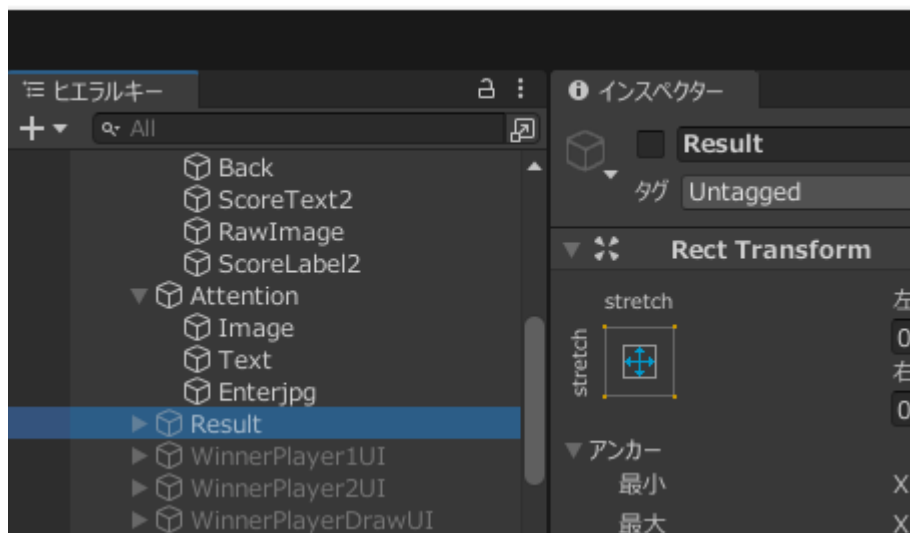 ヒエラルキー
All
Back
ScoreText2
RawImage
ScoreLabel2
Attention
Image
Text
Enterjpg
Result
WinnerPlayer1UI
WinnerPlayer2UI
WinnerPlayerDrawUI
インスペクター
Result
タグ Untagged
Rect Transform
stretch 左
stretch 0
右
0
アンカー
最小 X
最大 X